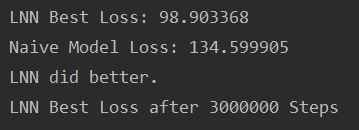 LNN Best Loss: 98.903368
Naive Model Loss: 134.599905
LNN did better.
LNN Best Loss after 3000000 Steps